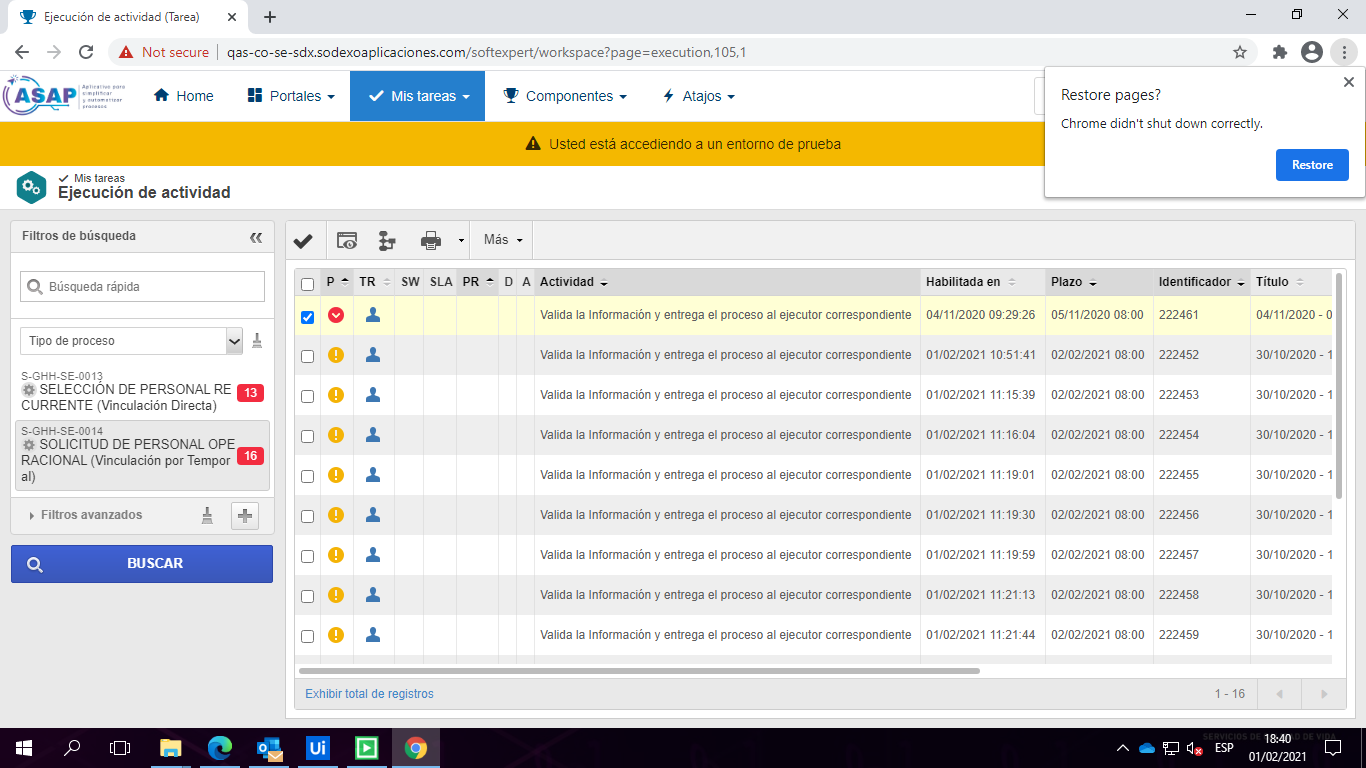 Ejecución de actividad (Tarea)
Not secure
qas-co-se-sdx.sodexoaplicaciones.com/softexpert/workspace?page=execution,105,1
Restore pages?
Chrome didn't shut down correctly.
Restore
ASAP
Aplicativo para
simplificar
y automatizar
procesos
Home
Portales
Mis tareas
Componentes
Atajos
Usted está accediendo a un entorno de prueba
Mis tareas
Ejecución de actividad
Filtros de búsqueda
Búsqueda rápida
Tipo de proceso
S-GHH-SE-0013
SELECCIÓN DE PERSONAL RE
CURRENTE (Vinculación Directa)
13
S-GHH-SE-0014
SOLICITUD DE PERSONAL OPE
RACIONAL (Vinculación por Tempor
al)
16
Filtros avanzados
BUSCAR
Más
P TR SW SLA PR D A Actividad Habilitada en Plazo Identificador Título
Valida la Información y entrega el proceso al ejecutor correspondiente 04/11/2020 09:29:26 05/11/2020 08:00 222461 04/11/2020 - 0
Valida la Información y entrega el proceso al ejecutor correspondiente 01/02/2021 10:51:41 02/02/2021 08:00 222452 30/10/2020 - 1
Valida la Información y entrega el proceso al ejecutor correspondiente 01/02/2021 11:15:39 02/02/2021 08:00 222453 30/10/2020 - 1
Valida la Información y entrega el proceso al ejecutor correspondiente 01/02/2021 11:16:04 02/02/2021 08:00 222454 30/10/2020 - 1
Valida la Información y entrega el proceso al ejecutor correspondiente 01/02/2021 11:19:01 02/02/2021 08:00 222455 30/10/2020 - 1
Valida la Información y entrega el proceso al ejecutor correspondiente 01/02/2021 11:19:30 02/02/2021 08:00 222456 30/10/2020 - 1
Valida la Información y entrega el proceso al ejecutor correspondiente 01/02/2021 11:19:59 02/02/2021 08:00 222457 30/10/2020 - 1
Valida la Información y entrega el proceso al ejecutor correspondiente 01/02/2021 11:21:13 02/02/2021 08:00 222458 30/10/2020 - 1
Valida la Información y entrega el proceso al ejecutor correspondiente 01/02/2021 11:21:44 02/02/2021 08:00 222459 30/10/2020 - 1
Exhibir total de registros
1 - 16
Ui
ESP
18:40
01/02/2021